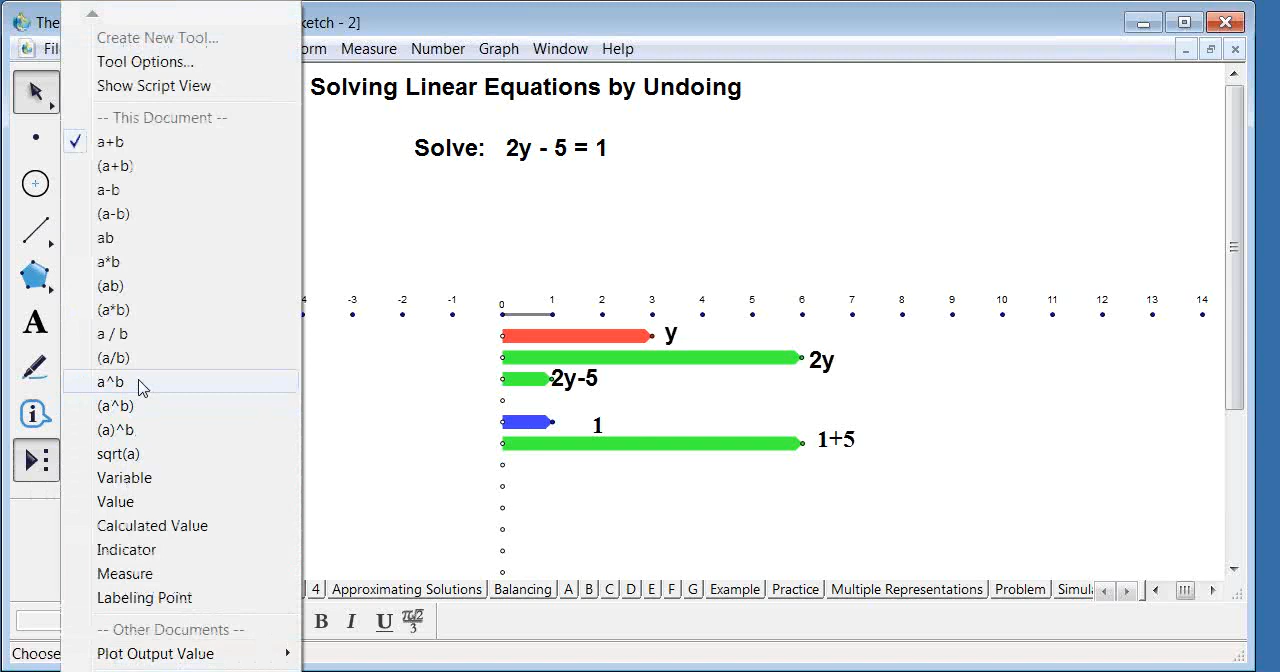 The
ketch - 2]
Fil
rm
Measure
Number
Graph
Window
Help
Create New Tool...
Tool Options...
Show Script View
-- This Document --
a+b
(a+b)
a-b
(a-b)
ab
a*b
(ab)
(a*b)
a / b
(a/b)
a^b
(a^b)
(a)^b
sqrt(a)
Variable
Value
Calculated Value
Indicator
Measure
Labeling Point
-- Other Documents --
Plot Output Value
A
Choose
Solving Linear Equations by Undoing
Solve: 2y - 5 = 1
4 -3 -2 -1 0 1 2 3 4 5 6 7 8 9 10 11 12 13 14
y
2y
2y-5
1
1+5
4 Approximating Solutions Balancing A B C D E F G Example Practice Multiple Representations Problem Simula
B I U